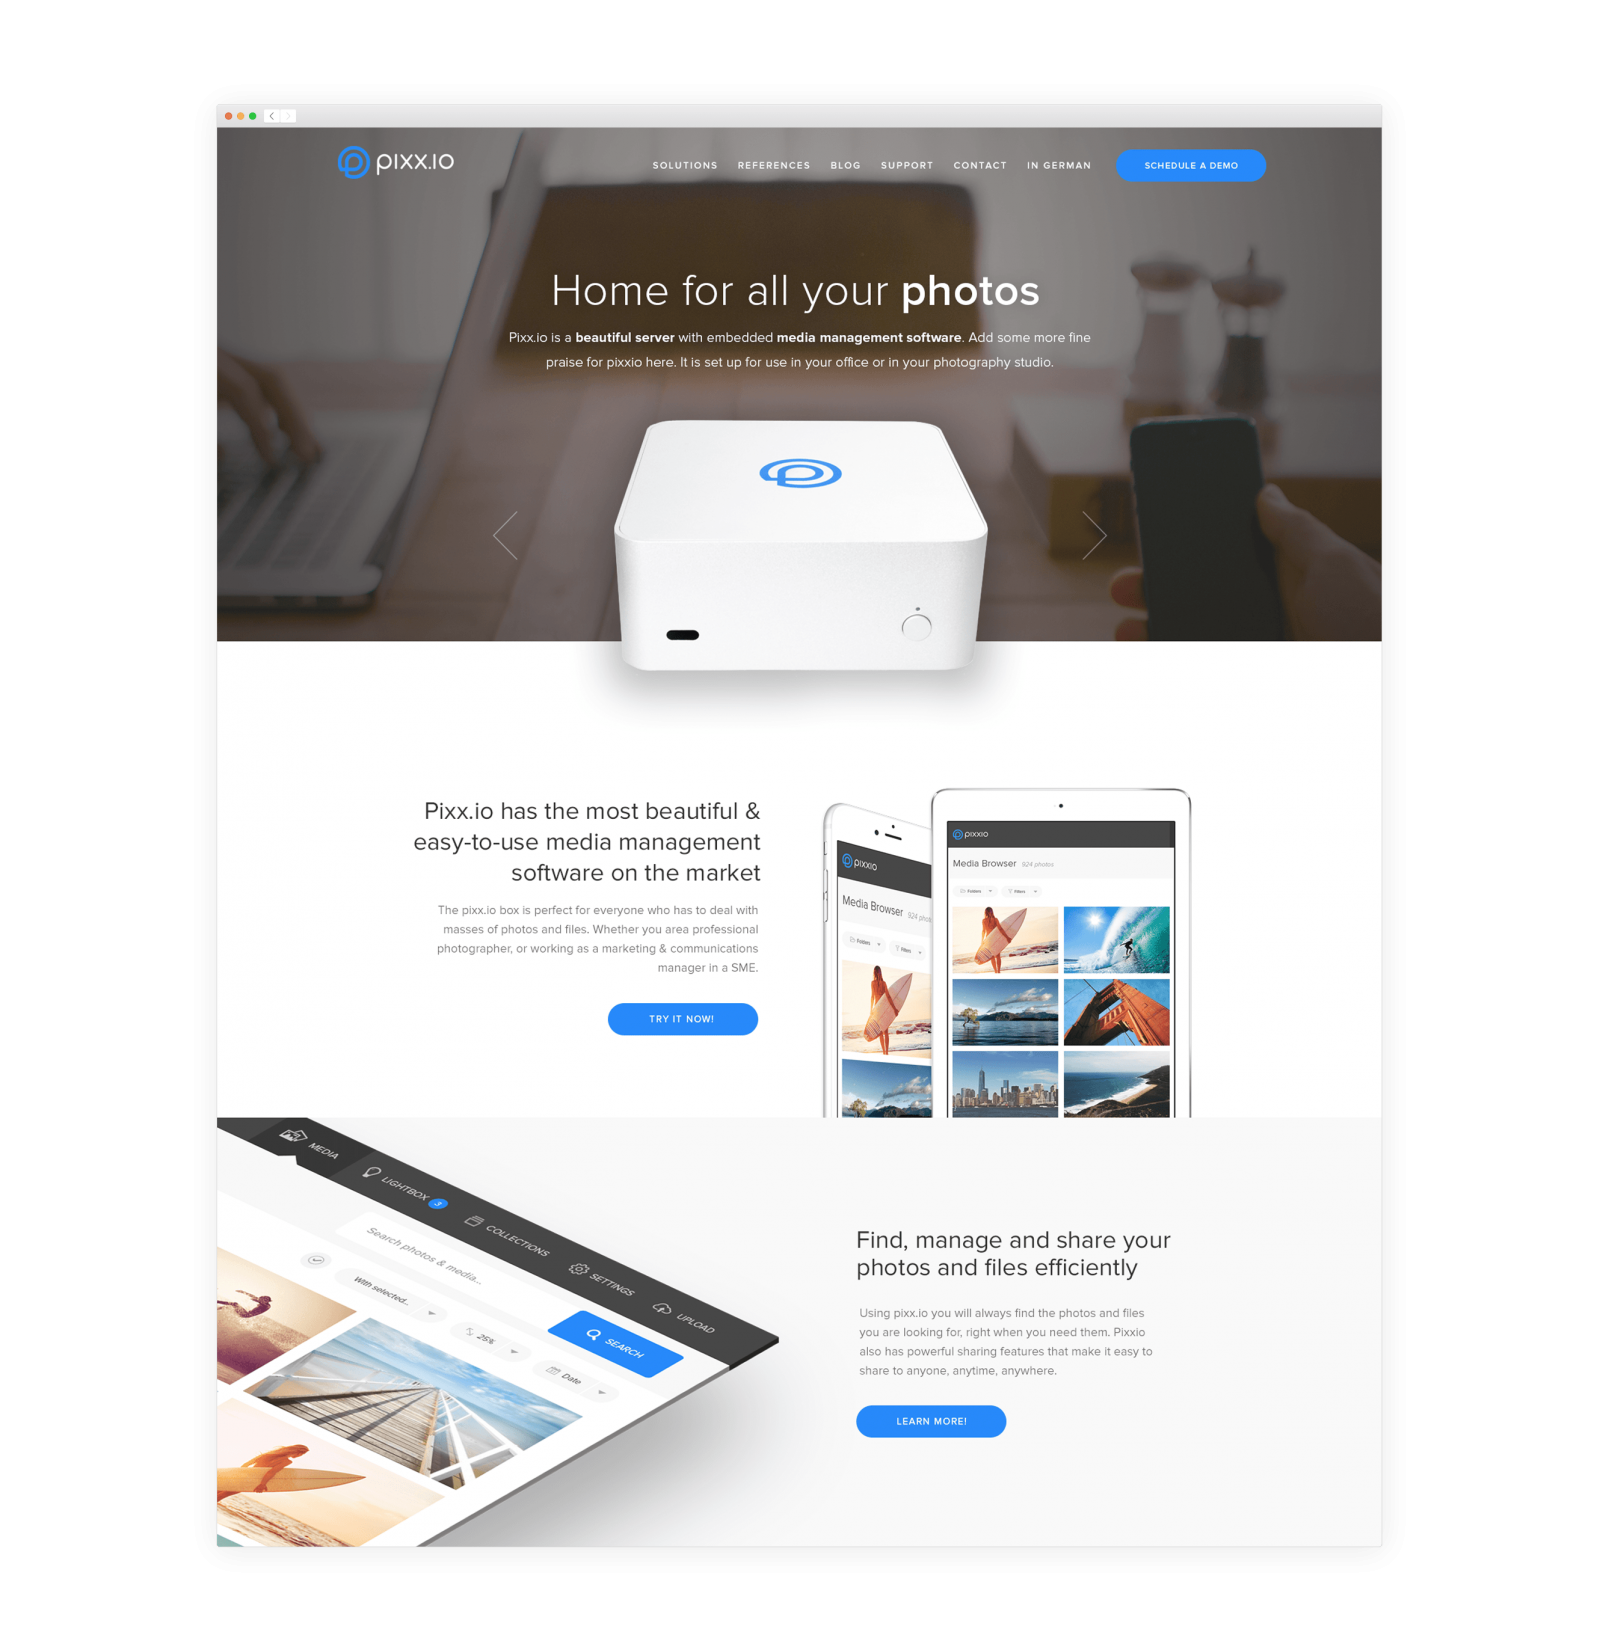 pixx.io
SOLUTIONS REFERENCES BLOG SUPPORT CONTACT IN GERMAN SCHEDULE A DEMO
Home for all your photos
Pixx.io is a beautiful server with embedded media management software. Add some more fine
praise for pixxio here. It is set up for use in your office or in your photography studio.
Pixx.io has the most beautiful &
easy-to-use media management
software on the market
The pixx.io box is perfect for everyone who has to deal with
masses of photos and files. Whether you area professional
photographer, or working as a marketing & communications
manager in a SME.
TRY IT NOW!
pixxio
Media Browser 924 phot
Folders Filters
pixxio
Media Browser 924 photos
Folders Filters
MEDIA
LIGHTBOX 3
COLLECTIONS
SETTINGS
UPLOAD
Search photos & media...
SEARCH
With selected...
25%
Date
Find, manage and share your
photos and files efficiently
Using pixx.io you will always find the photos and files
you are looking for, right when you need them. Pixxio
also has powerful sharing features that make it easy to
share to anyone, anytime, anywhere.
LEARN MORE!